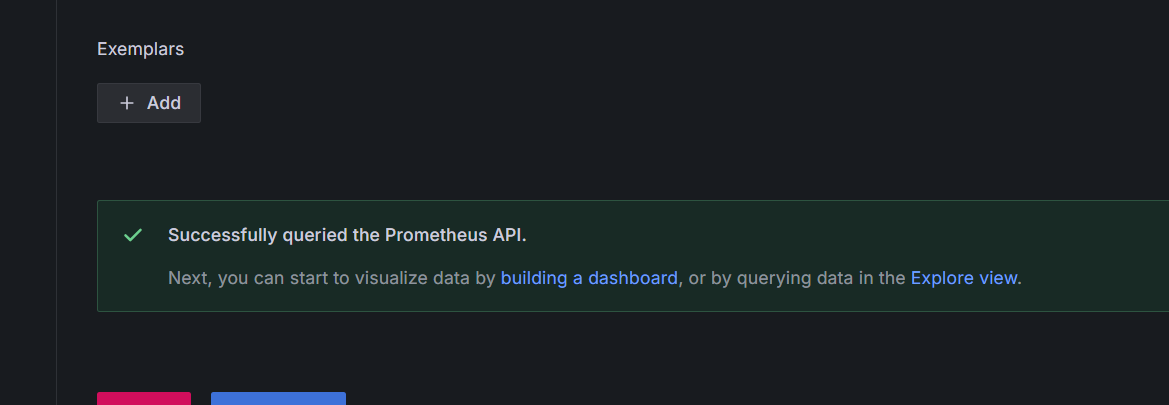 Exemplars
Add
Successfully queried the Prometheus API.
Next, you can start to visualize data by building a dashboard, or by querying data in the Explore view.